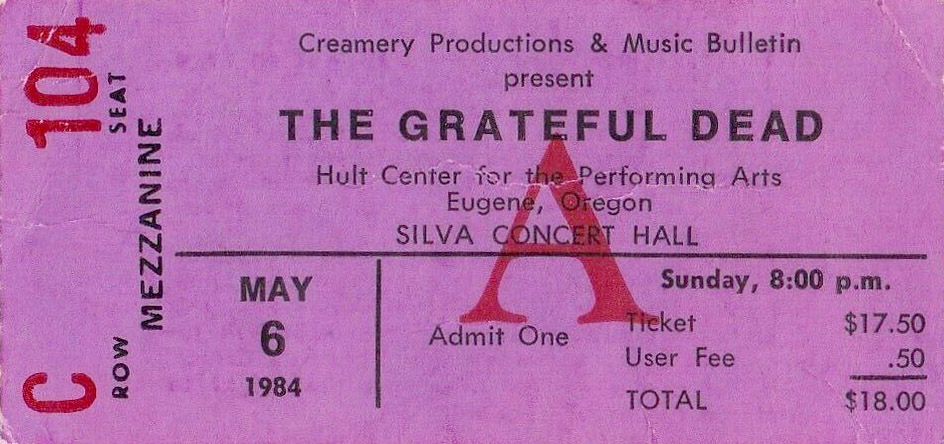 Creamery Productions & Music Bulletin
present
THE GRATEFUL DEAD
Hult Center for the Performing Arts
Eugene, Oregon
SILVA CONCERT HALL
A
MAY
6
1984
Admit One
Sunday, 8:00 p.m.
Ticket $17.50
User Fee .50
TOTAL $18.00
C 104
ROW SEAT
MEZZANINE